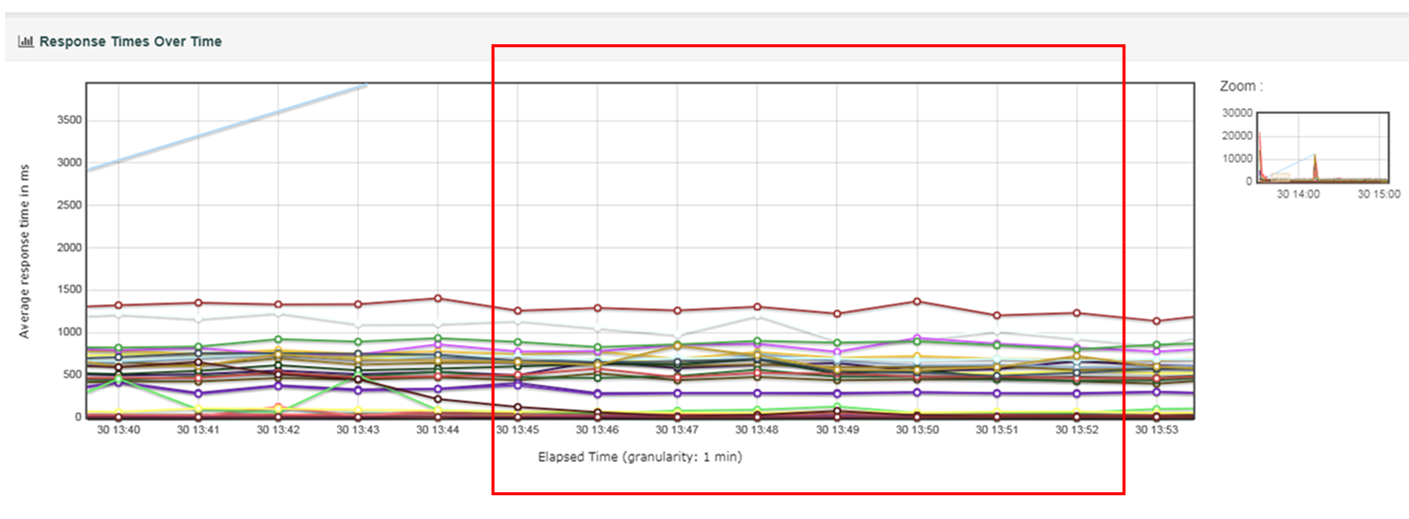 Response Times Over Time
Zoom :
30000
20000
10000
0
30 14:00 30 15:00
Average response time in ms
3500
3000
2500
2000
1500
1000
500
0
30 13:40 30 13:41 30 13:42 30 13:43 30 13:44 30 13:45 30 13:46 30 13:47 30 13:48 30 13:49 30 13:50 30 13:51 30 13:52 30 13:53
Elapsed Time (granularity: 1 min)